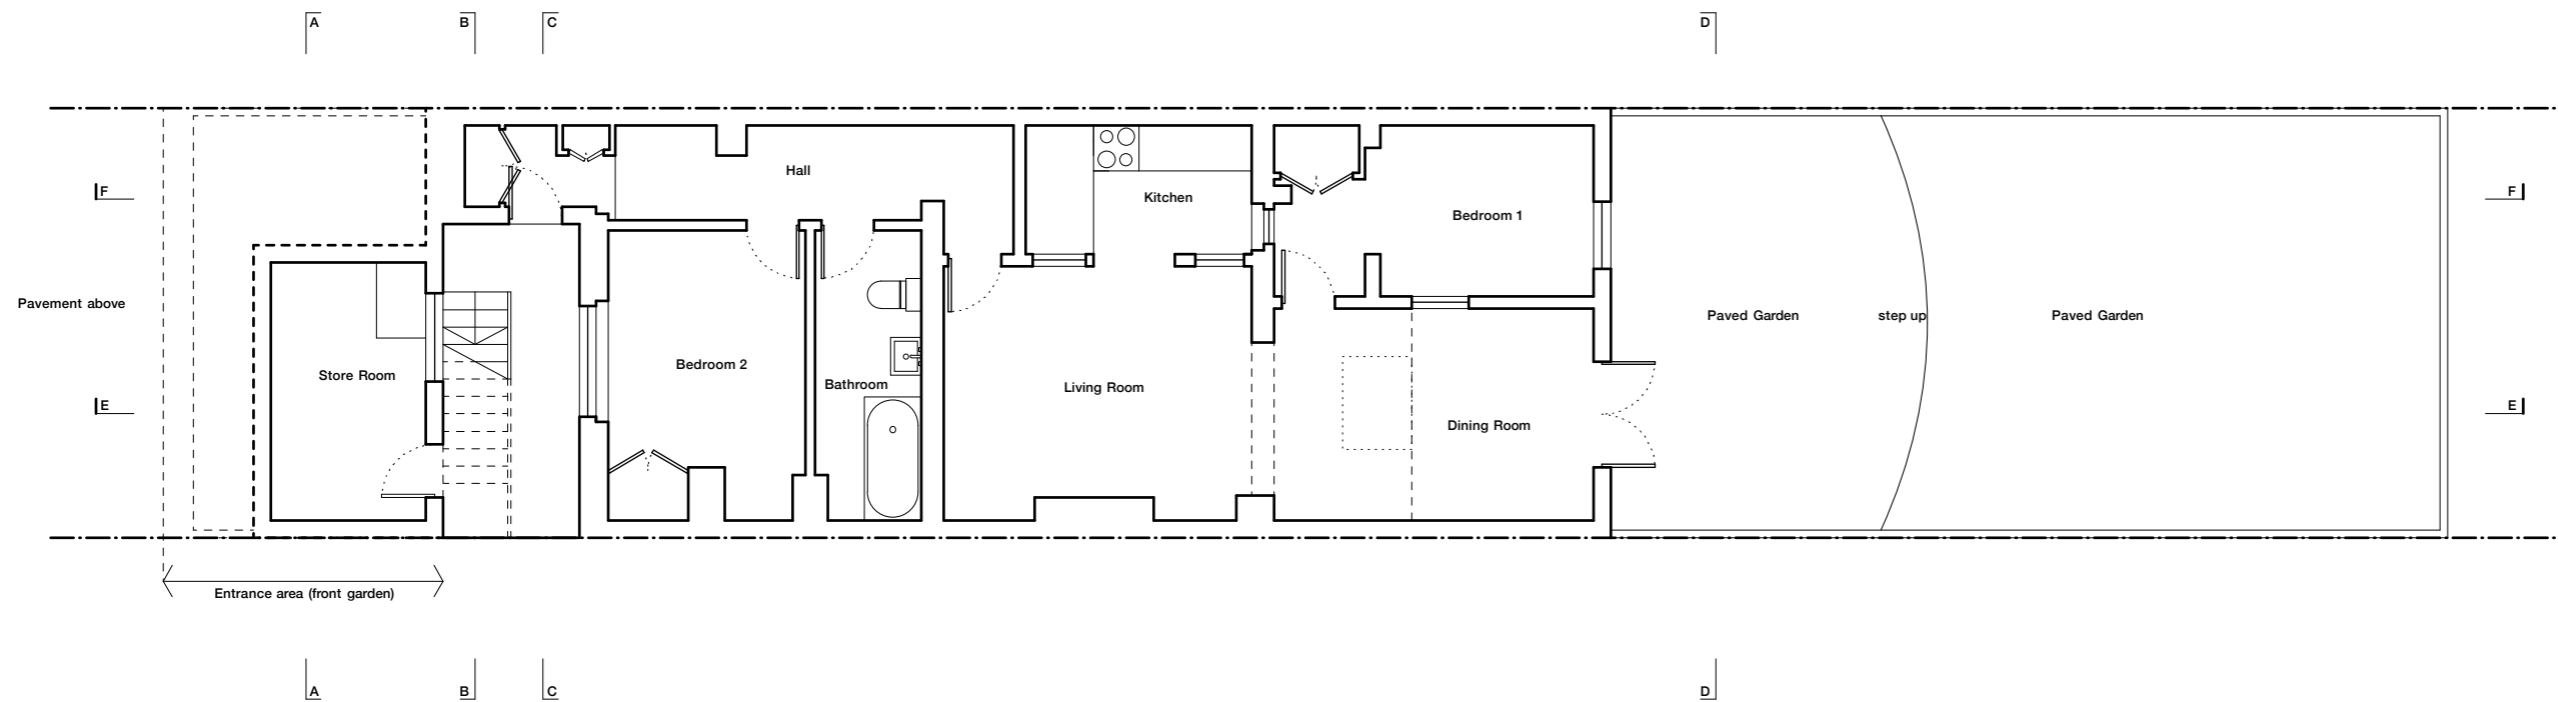 A
B
C
D
F
F
Hall
Kitchen
Bedroom 1
Pavement above
Paved Garden
step up
Paved Garden
Bedroom 2
Store Room
Bathroom
Living Room
E
E
Dining Room
Entrance area (front garden)
A
B
C
D